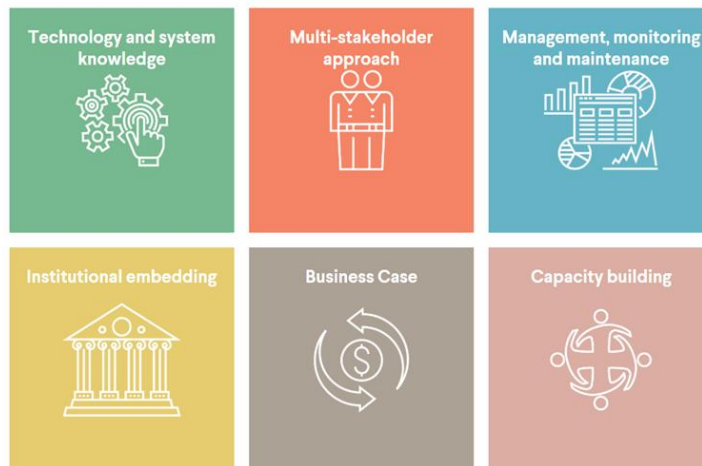 Technology and system
knowledge
Multi-stakeholder
approach
Management, monitoring
and maintenance
$
Institutional embedding
Business Case
$
Capacity building